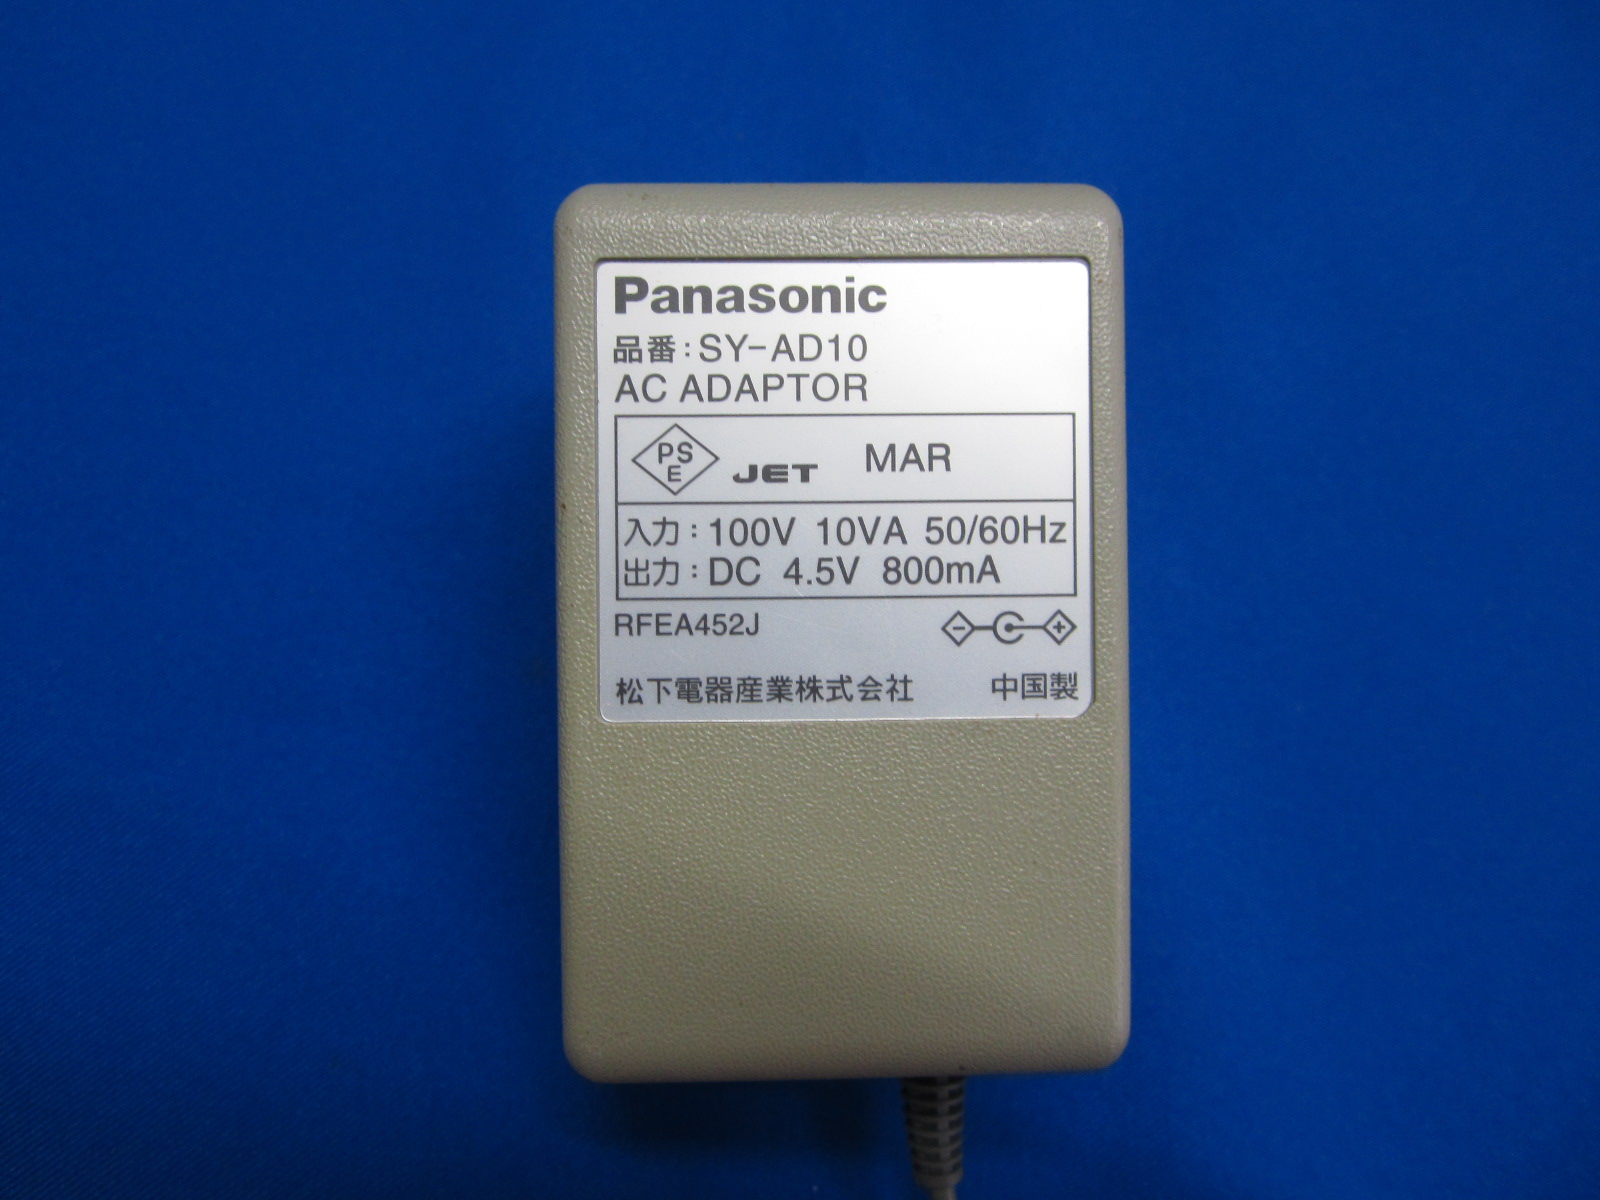 Panasonic
品番:SY-AD10
AC ADAPTOR
PS
E
JET MAR
入力:100V 10VA 50/60Hz
出力:DC 4.5V 800mA
RFEA452J - +
松下電器産業株式会社 中国製